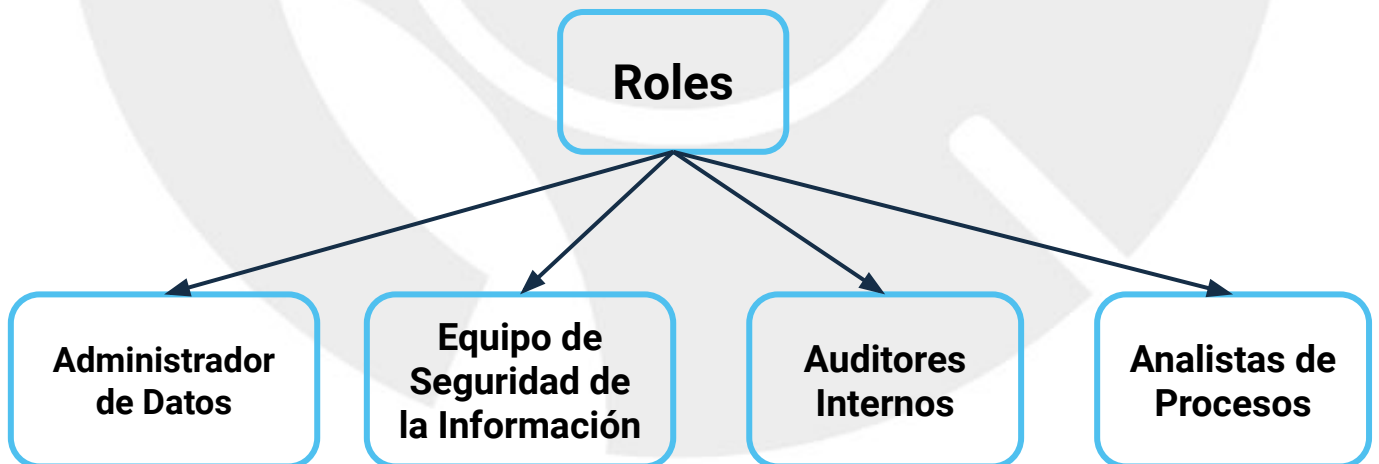 Roles
Administrador
de Datos
Equipo de
Seguridad de
la Información
Auditores
Internos
Analistas de
Procesos